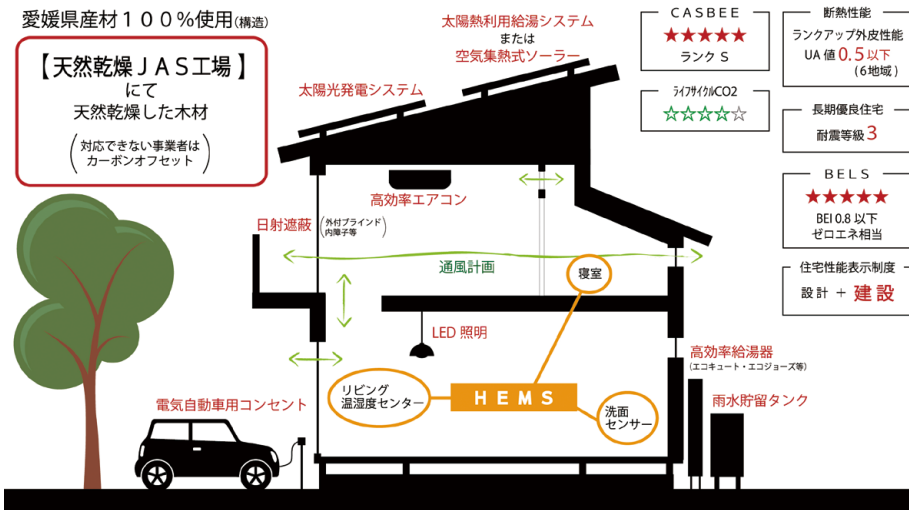 愛媛県産材１００％使用(構造)
【天然乾燥ＪＡＳ工場】
にて
天然乾燥した木材
(対応できない事業者は
カーボンオフセット)
太陽熱利用給湯システム
または
空気集熱式ソーラー
太陽光発電システム
高効率エアコン
日射遮蔽(外付ブラインド
内障子等)
通風計画
寝室
LED 照明
リビング
温湿度センター
HEMS
洗面
センサー
電気自動車用コンセント
高効率給湯器
(エコキュート・エコジョーズ等)
雨水貯留タンク
CASBEE
★★★★★
ランク S
ﾗｲﾌｻｲｸﾙCO2
☆☆☆☆☆
断熱性能
ランクアップ外皮性能
UA 値 0.5 以下
(6地域)
長期優良住宅
耐震等級 3
BELS
★★★★★
BEI 0.8 以下
ゼロエネ相当
住宅性能表示制度
設計 + 建設